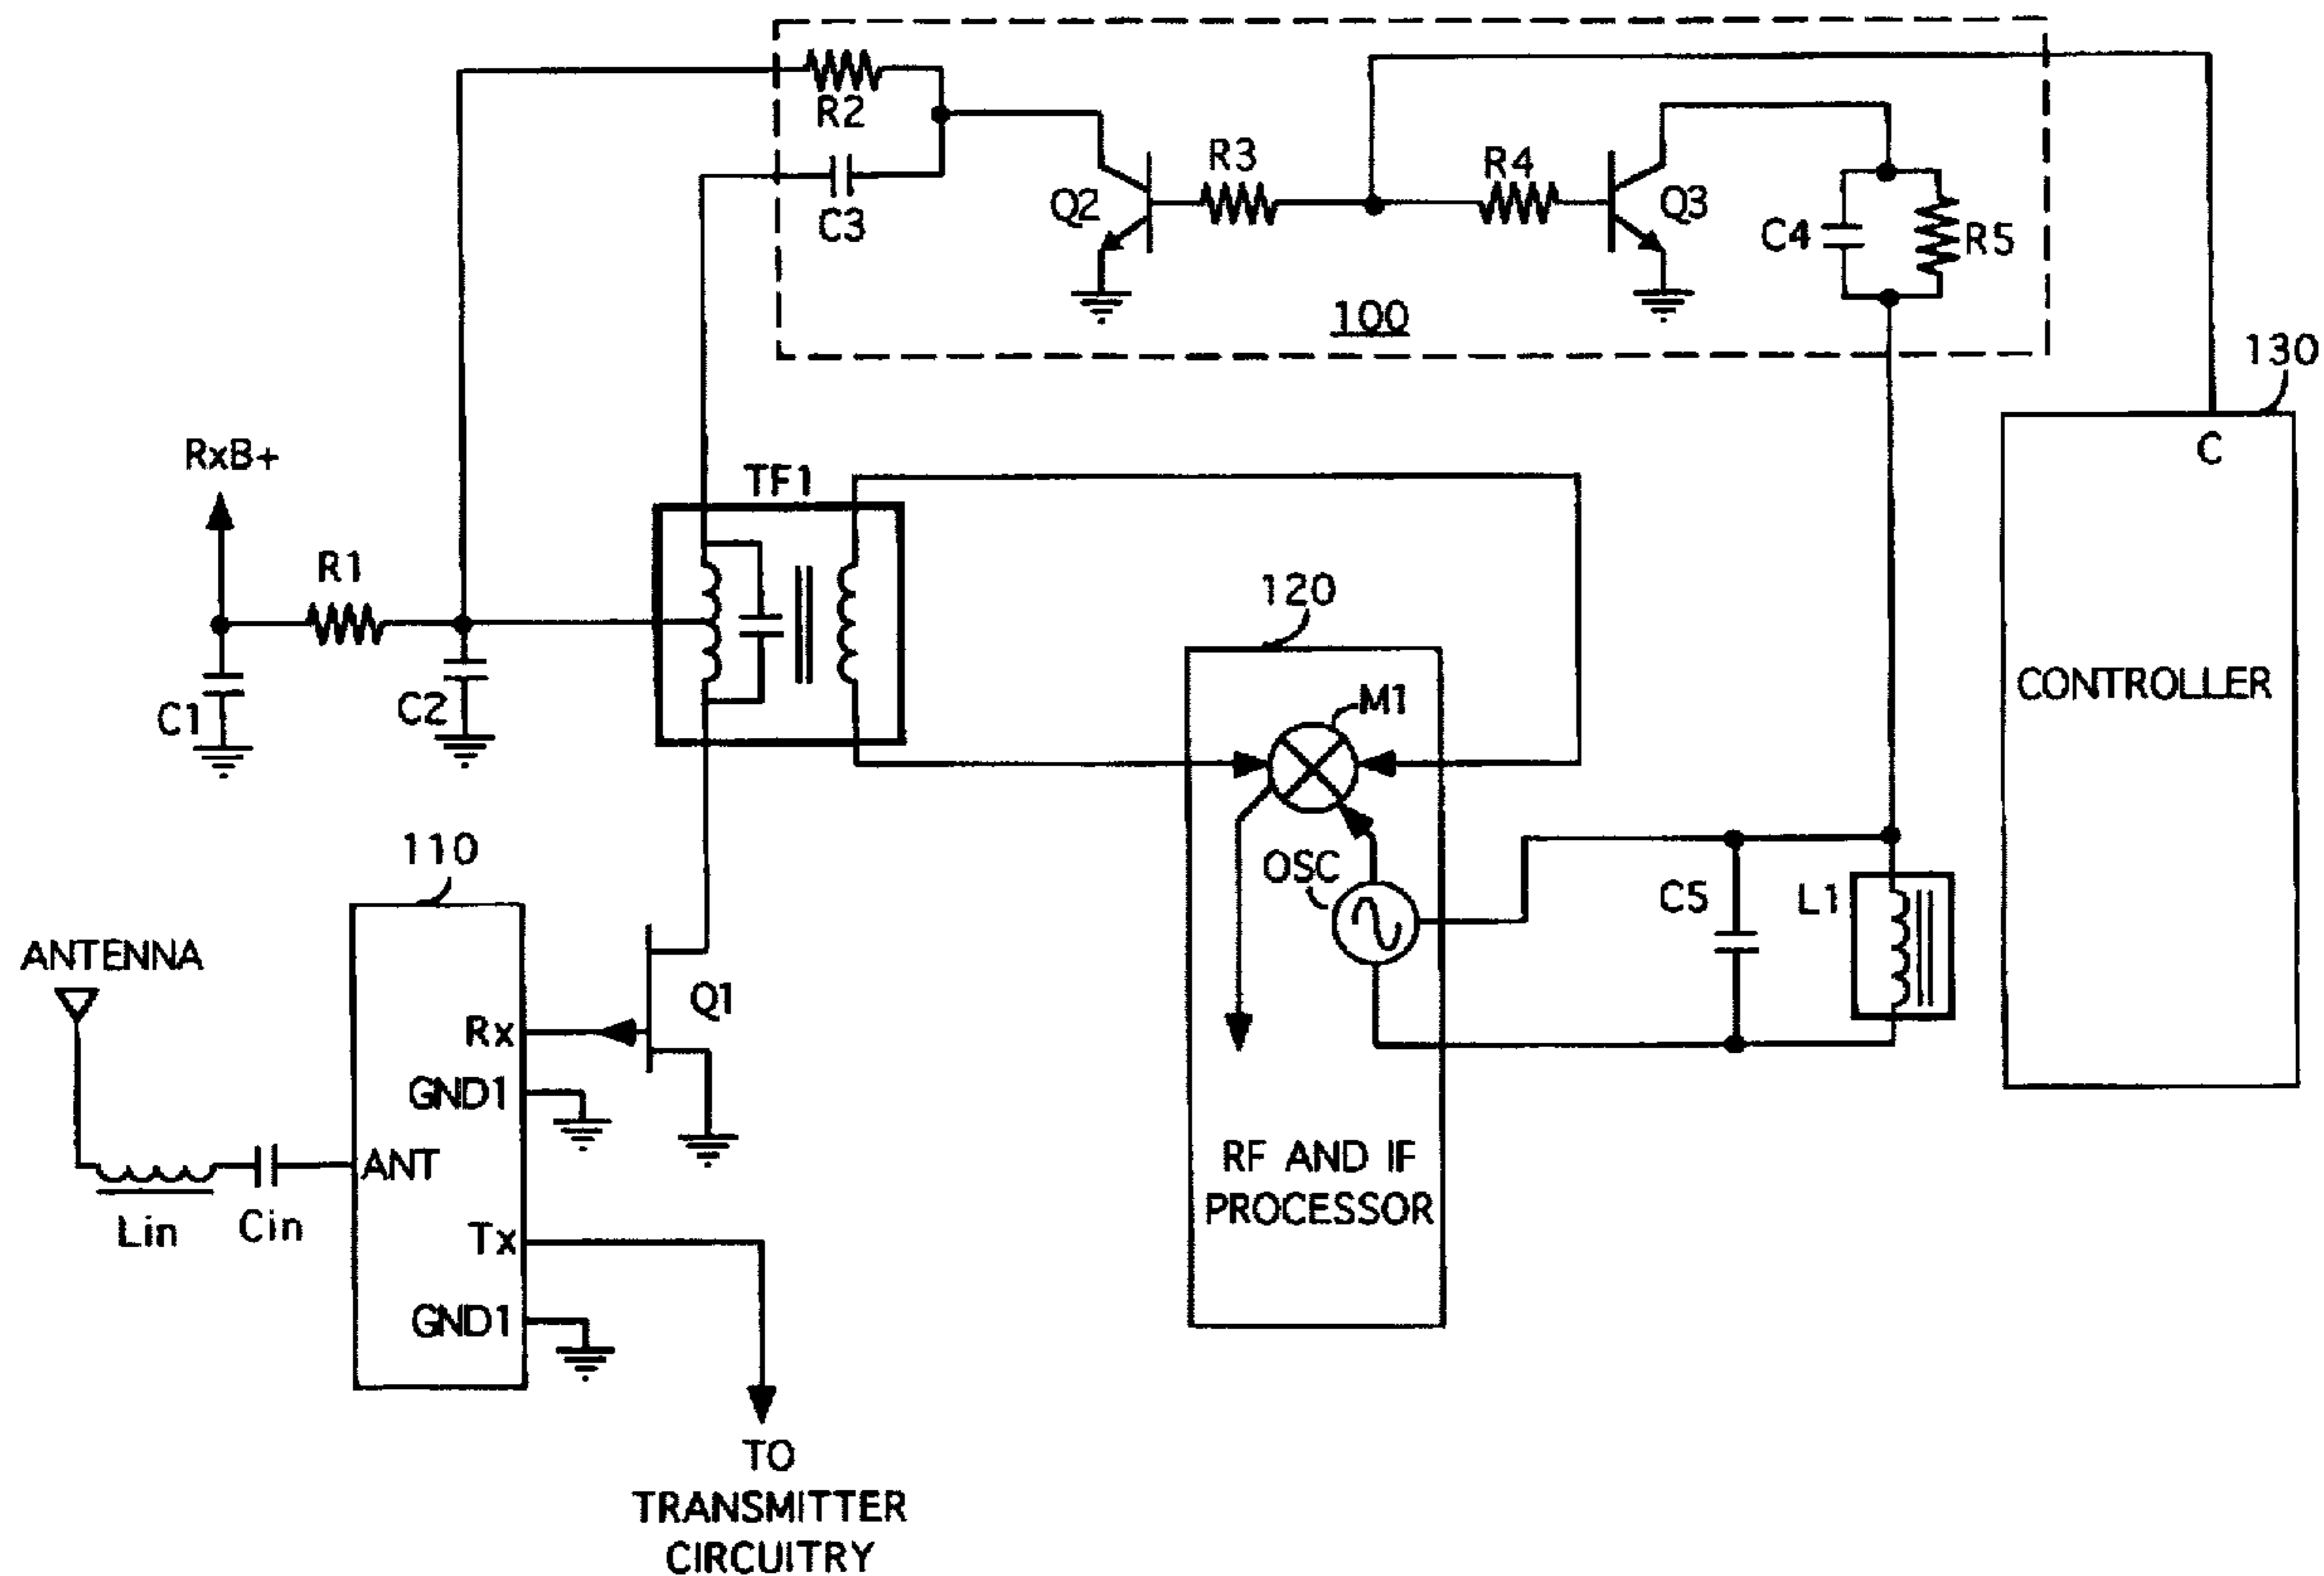 R2
C3
Q2
R3
R4
Q3
C4
R5
100
130
C
RxB+
TF1
R1
C1
C2
120
M1
CONTROLLER
110
OSC
C5
L1
ANTENNA
Q1
Rx
GND1
ANT
RF AND IF
PROCESSOR
Lin
Cin
Tx
GND1
TO
TRANSMITTER
CIRCUITRY